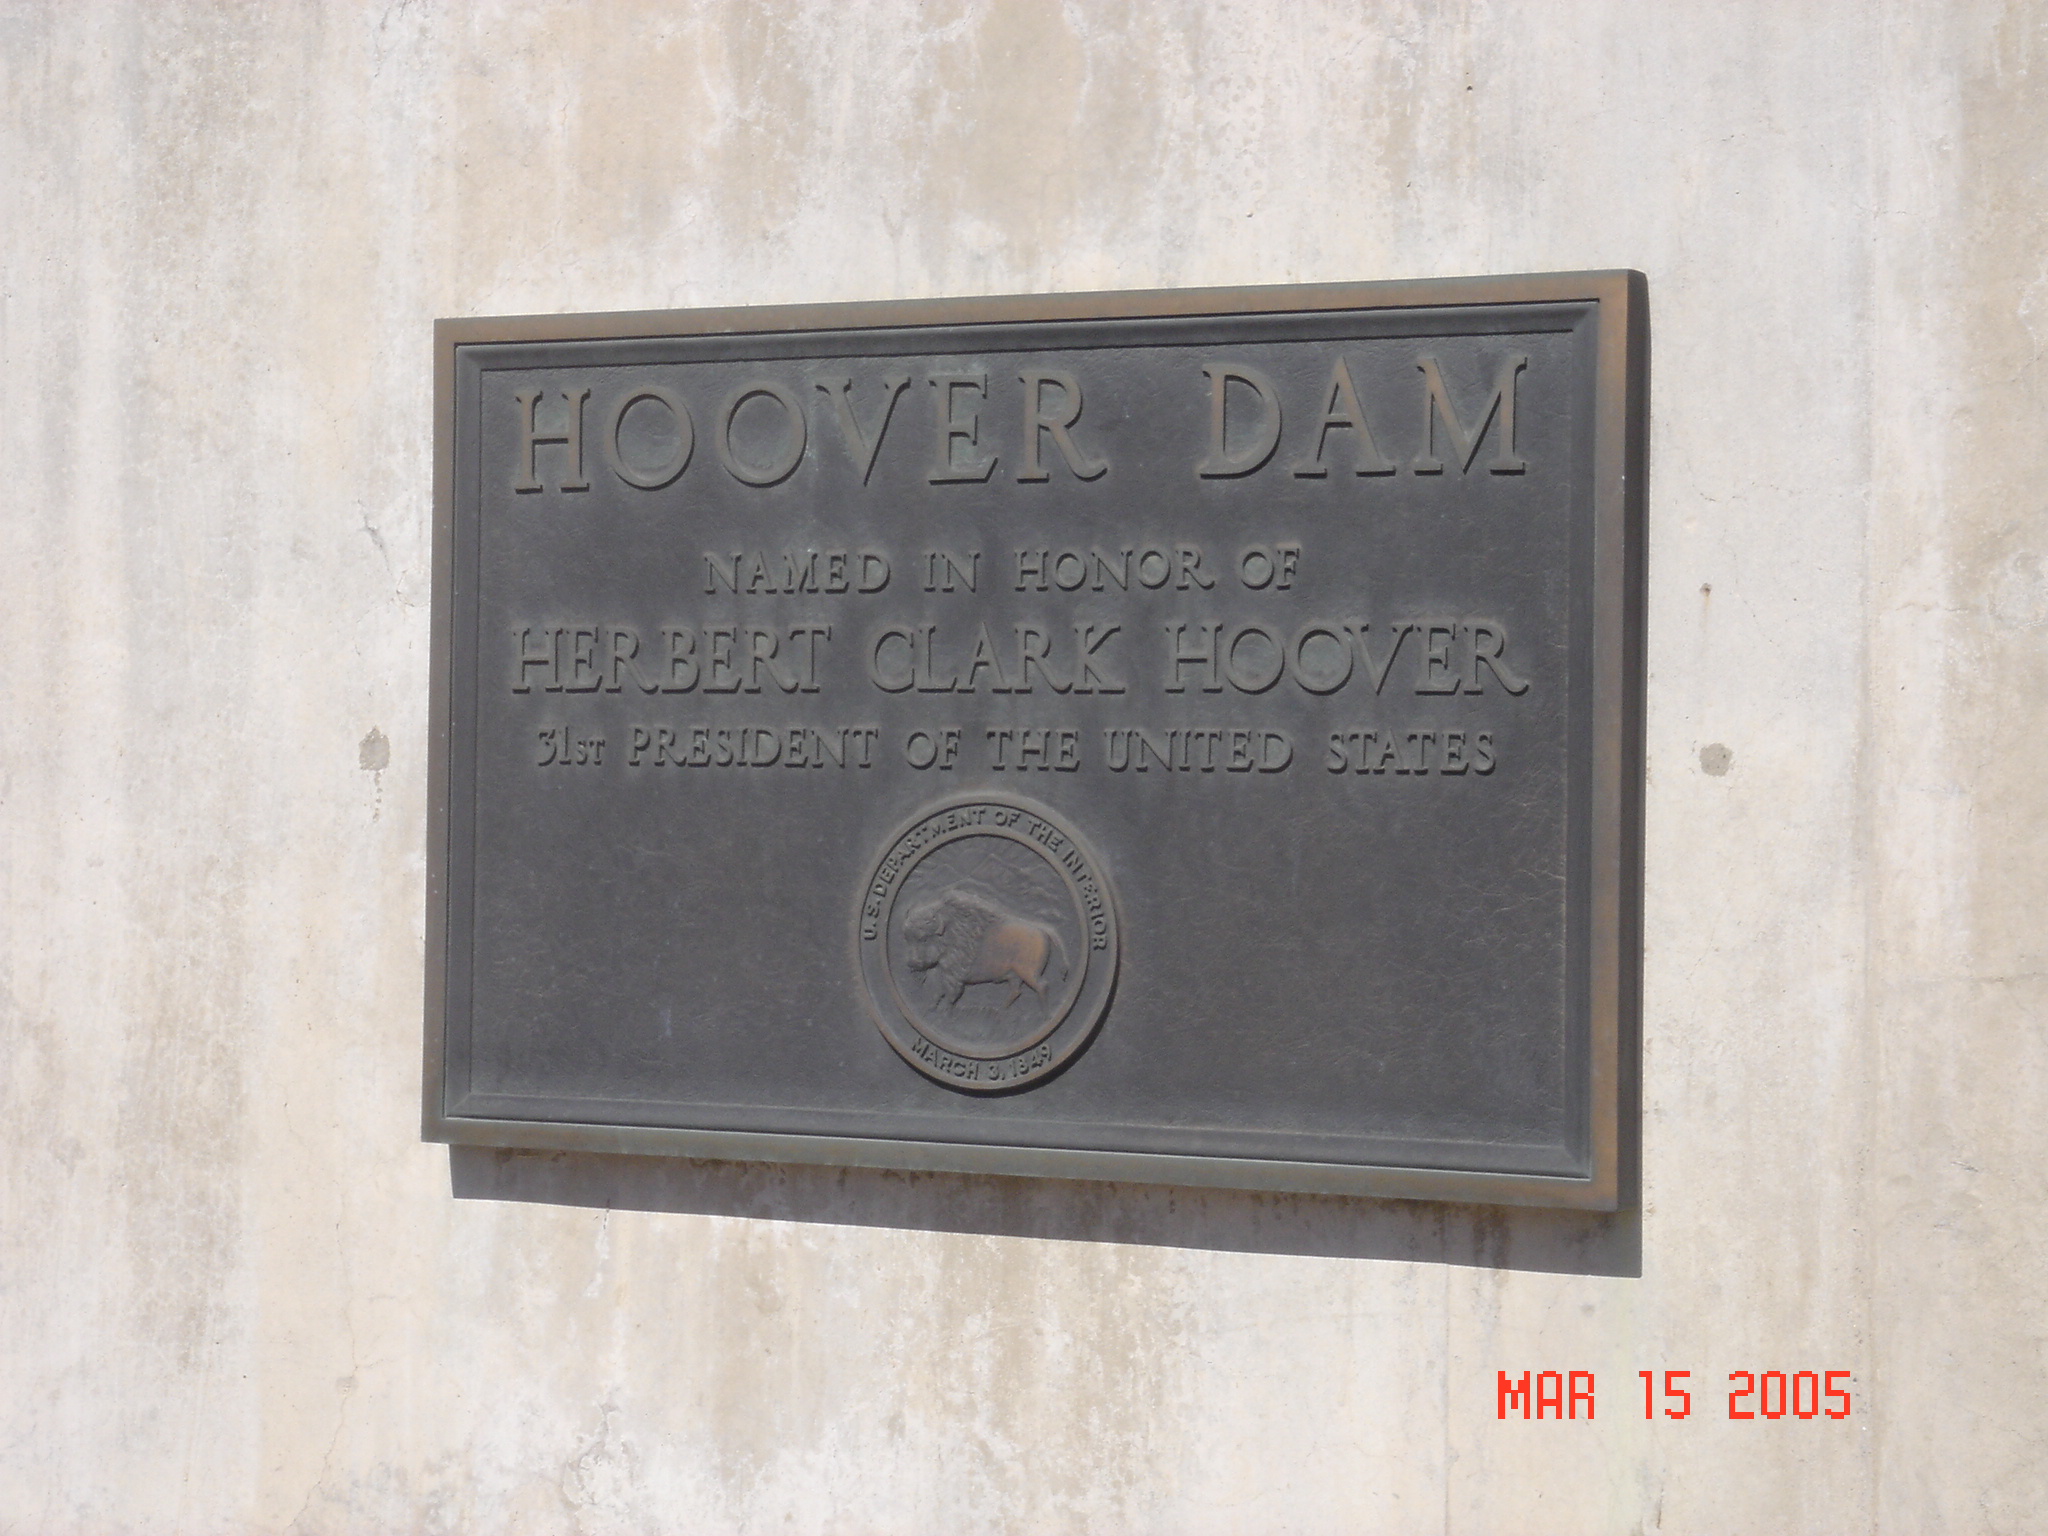 HOOVER DAM
NAMED IN HONOR OF
HERBERT CLARK HOOVER
31ST PRESIDENT OF THE UNITED STATES
U.S. DEPARTMENT OF THE INTERIOR
MARCH 3, 1849
MAR 15 2005